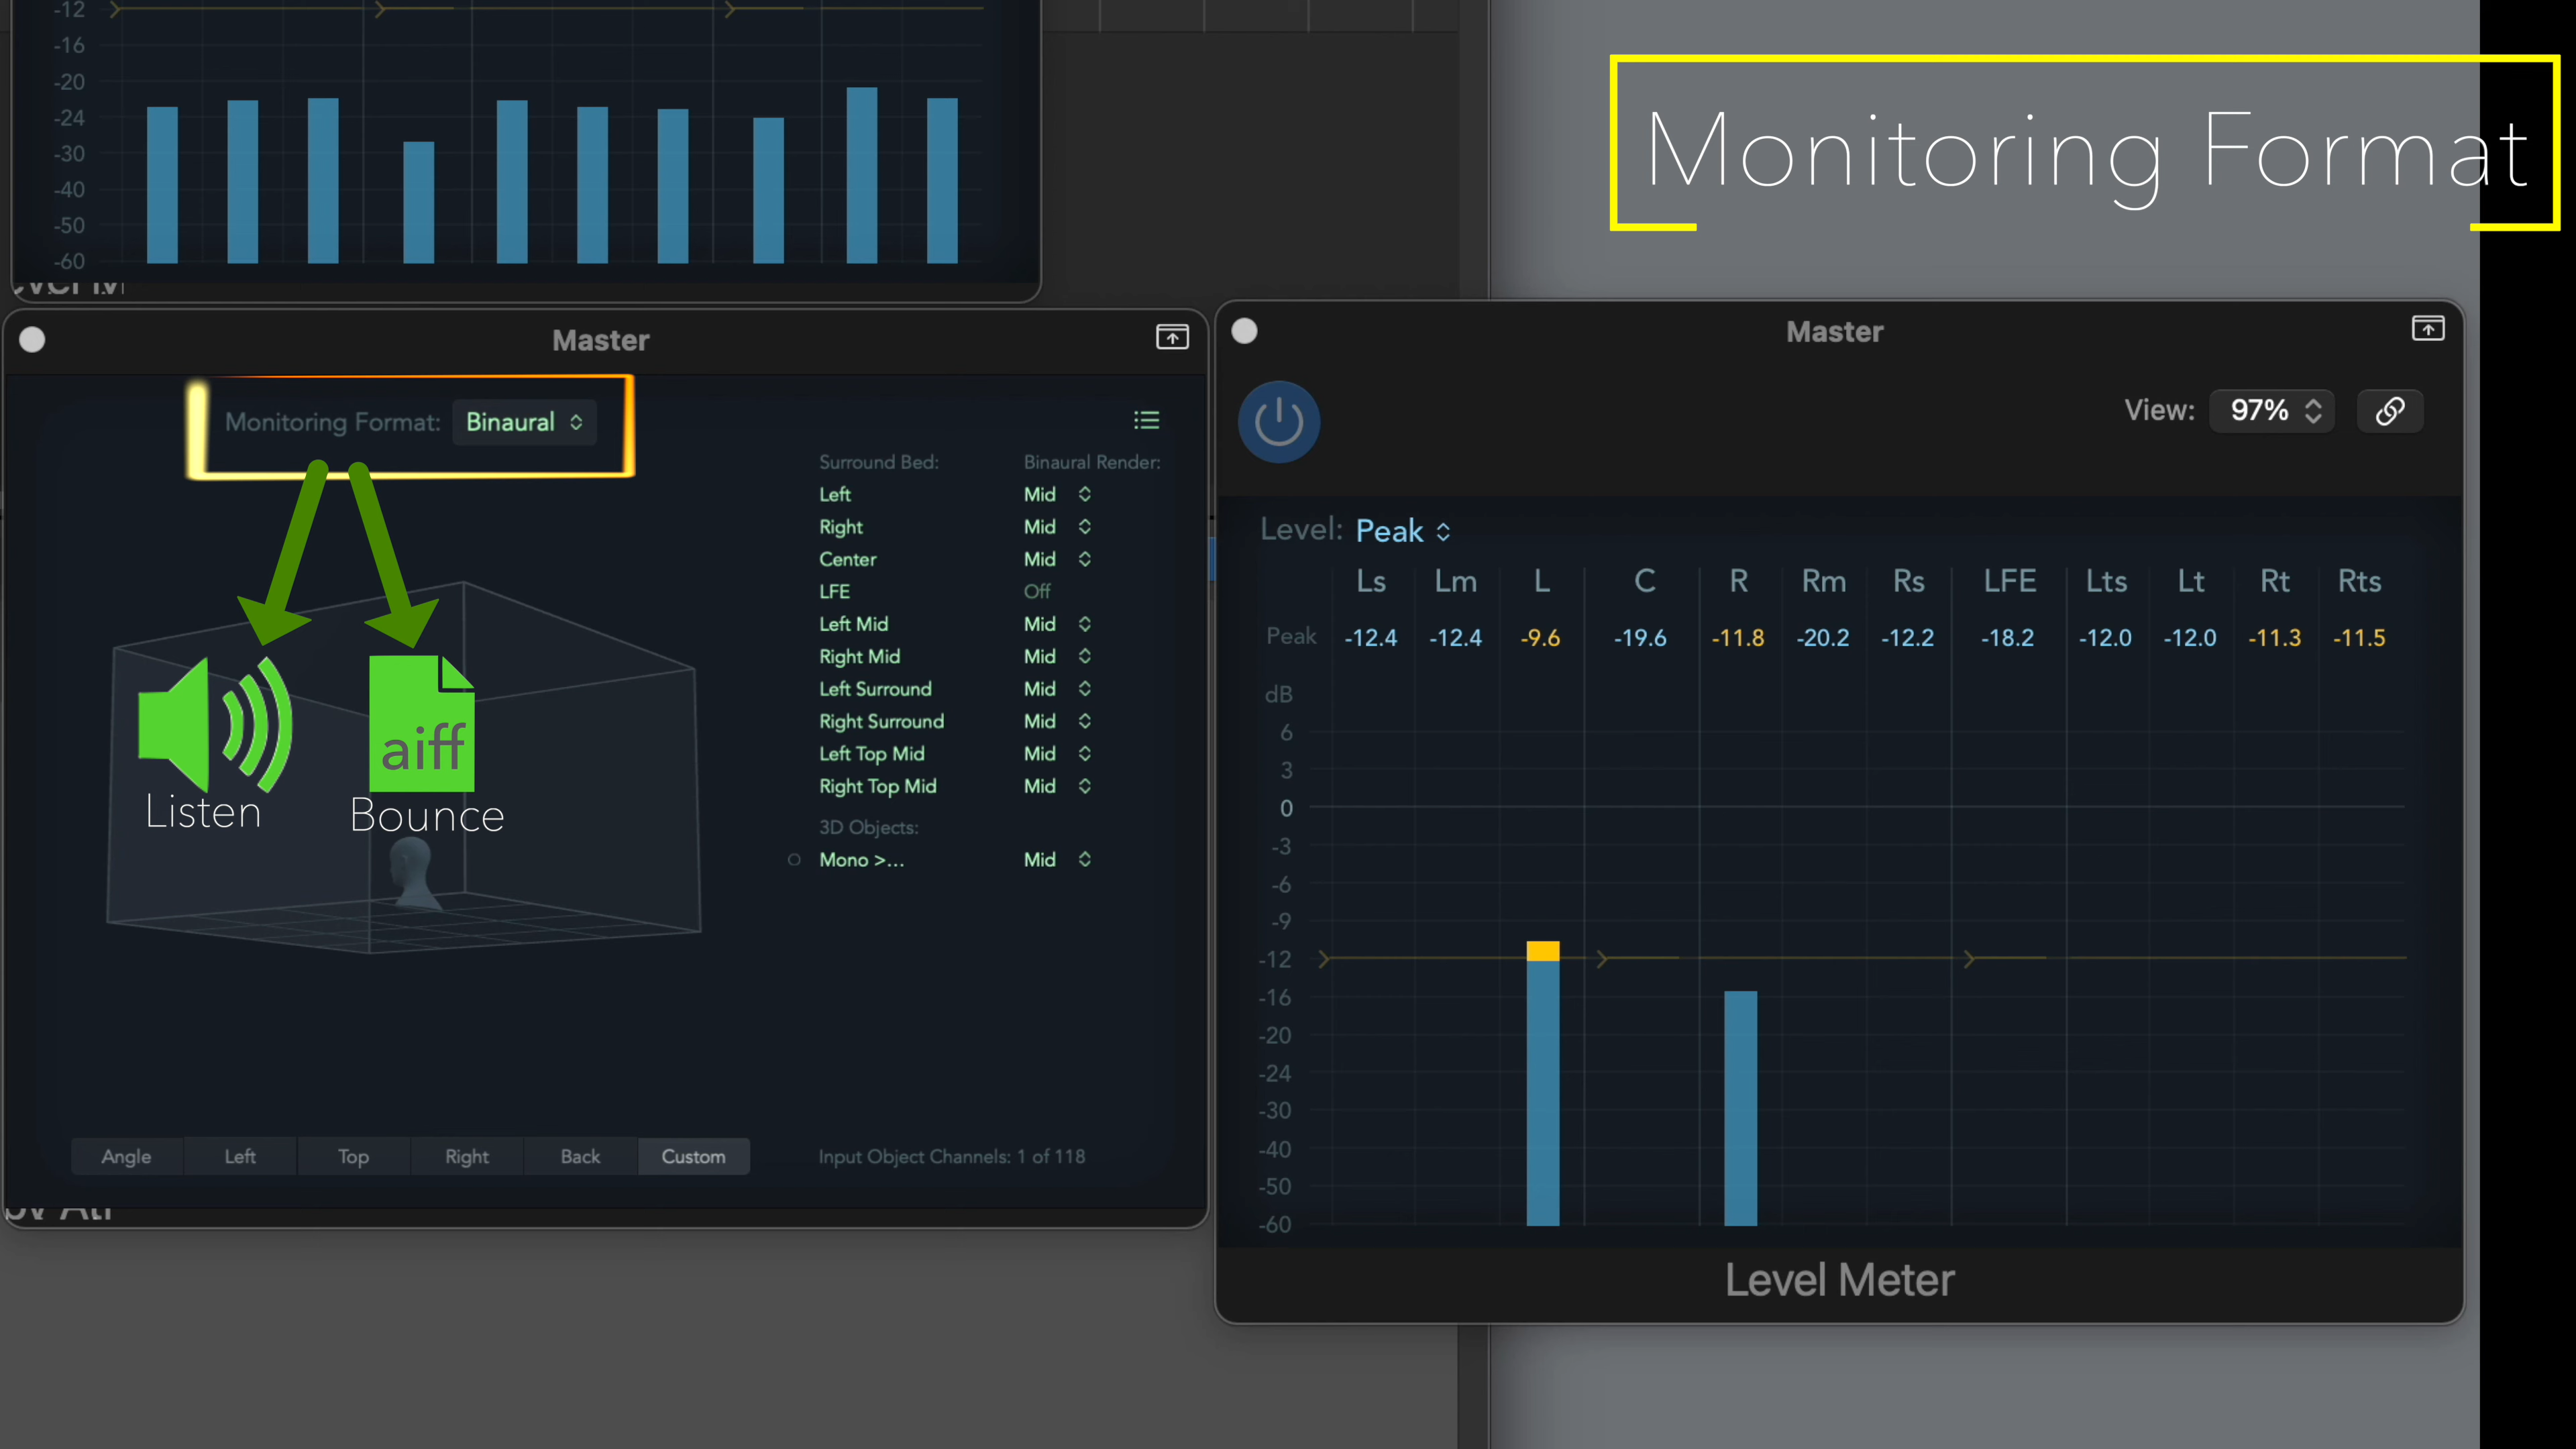 -12
-16
-20
-24
-30
-40
-50
-60
Monitoring Format
Master
Monitoring Format: Binaural
Listen
aiff
Bounce
Surround Bed: Binaural Render:
Left Mid
Right Mid
Center Mid
LFE Off
Left Mid Mid
Right Mid Mid
Left Surround Mid
Right Surround Mid
Left Top Mid Mid
Right Top Mid Mid
3D Objects:
Mono >... Mid
Angle Left Top Right Back Custom
Input Object Channels: 1 of 118
Master
View: 97%
Level: Peak
Ls Lm L C R Rm Rs LFE Lts Lt Rt Rts
Peak -12.4 -12.4 -9.6 -19.6 -11.8 -20.2 -12.2 -18.2 -12.0 -12.0 -11.3 -11.5
dB
6
3
0
-3
-6
-9
-12
-16
-20
-24
-30
-40
-50
-60
Level Meter